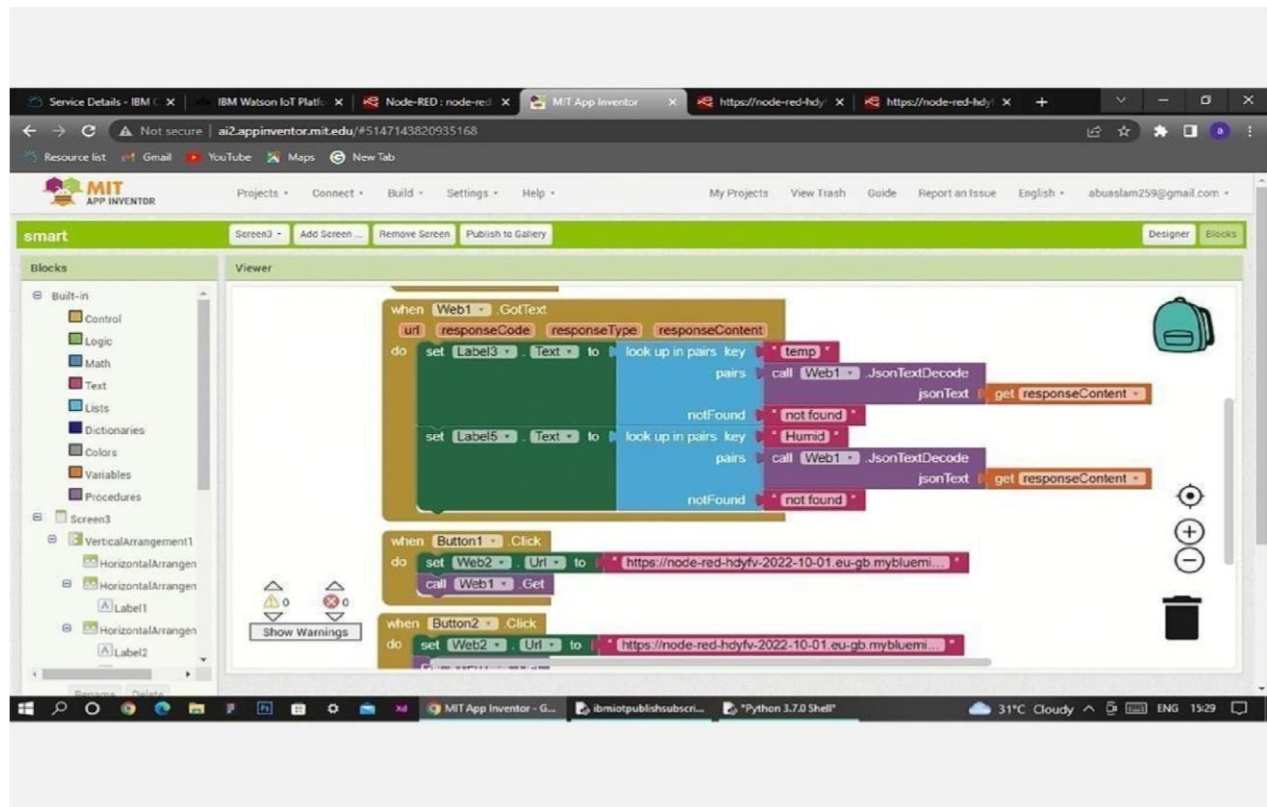 Service Details - IBM C
IBM Watson IoT Platfo
Node-RED : node-red
MIT App Inventor
https://node-red-hdy
https://node-red-hdy
Not secure | ai2.appinventor.mit.edu/#5147143820935168
Resource list Gmail YouTube Maps New Tab
MIT
APP INVENTOR
Projects Connect Build Settings Help My Projects View Trash Guide Report an Issue English abuaslam259@gmail.com
smart Screen3 Add Screen ... Remove Screen Publish to Gallery Designer Blocks
Blocks Viewer
Built-in
Control
Logic
Math
Text
Lists
Dictionaries
Colors
Variables
Procedures
Screen3
VerticalArrangement1
HorizontalArrangen
HorizontalArrangen
Label1
HorizontalArrangen
Label2
Rename Delete
when Web1 .GotText
url responseCode responseType responseContent
do set Label3 . Text to look up in pairs key " temp "
pairs call Web1 .JsonTextDecode
jsonText get responseContent
notFound " not found "
set Label5 . Text to look up in pairs key " Humid "
pairs call Web1 .JsonTextDecode
jsonText get responseContent
notFound " not found "
when Button1 .Click
do set Web2 . Url to " https://node-red-hdyfv-2022-10-01.eu-gb.mybluemi... "
call Web1 .Get
when Button2 .Click
do set Web2 . Url to " https://node-red-hdyfv-2022-10-01.eu-gb.mybluemi... "
0 0
Show Warnings
MIT App Inventor - G... ibmiotpublishsubscri... *Python 3.7.0 Shell* 31°C Cloudy ENG 15:29